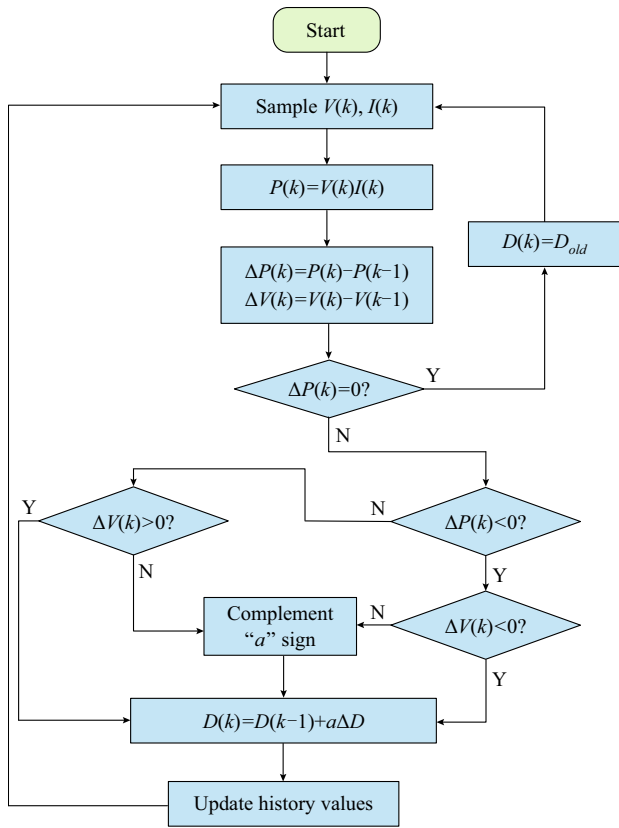 Start
Sample V(k), I(k)
P(k)=V(k)I(k)
D(k)=D_old
ΔP(k)=P(k)−P(k−1)
ΔV(k)=V(k)−V(k−1)
ΔP(k)=0?
Y
N
Y
ΔV(k)>0?
N
ΔP(k)<0?
N
Y
Complement
“a” sign
N
ΔV(k)<0?
Y
D(k)=D(k−1)+aΔD
Update history values